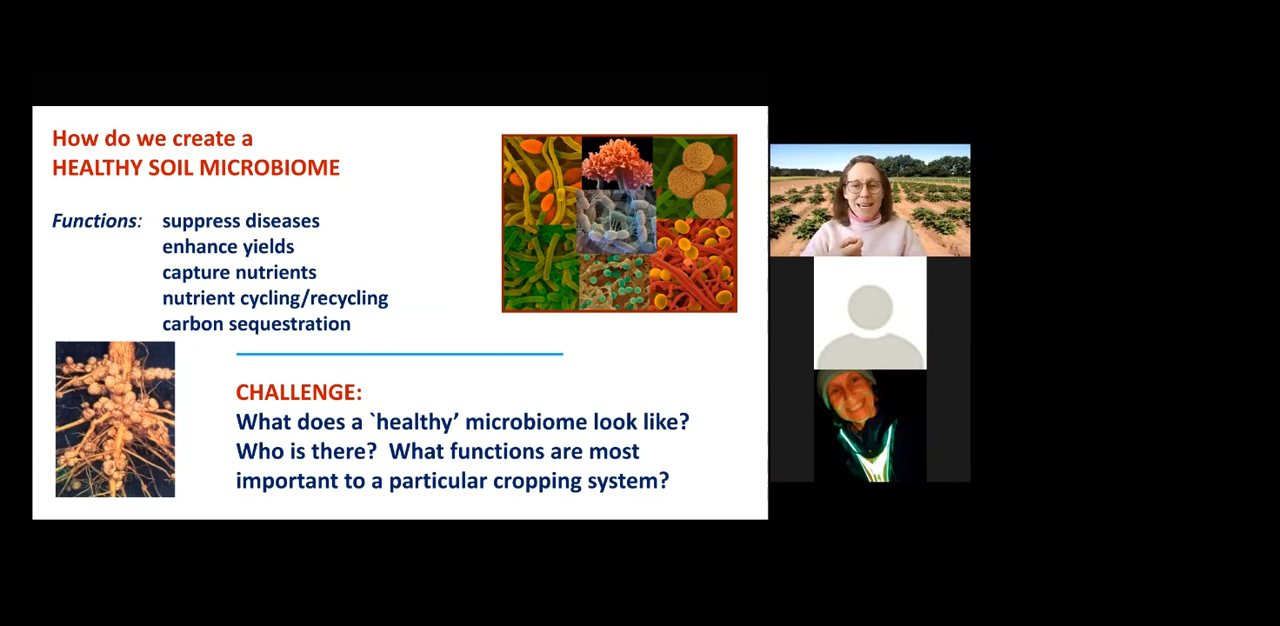 How do we create a
HEALTHY SOIL MICROBIOME
Functions: suppress diseases
enhance yields
capture nutrients
nutrient cycling/recycling
carbon sequestration
CHALLENGE:
What does a `healthy’ microbiome look like?
Who is there? What functions are most
important to a particular cropping system?